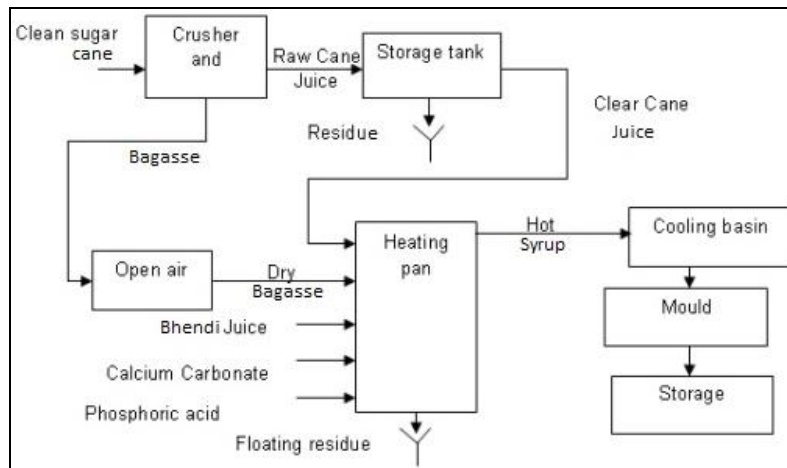 Clean sugar
cane
Crusher
and
Raw Cane
Juice
Storage tank
Clear Cane
Juice
Residue
Bagasse
Open air
Dry
Bagasse
Heating
pan
Hot
Syrup
Cooling basin
Bhendi Juice
Mould
Calcium Carbonate
Storage
Phosphoric acid
Floating residue